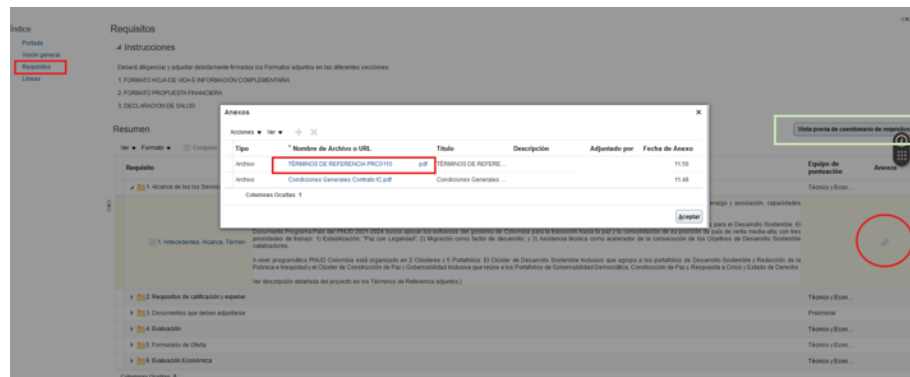 Índice
Portada
Visión general
Requisitos
Líneas
Requisitos
Instrucciones
Deberá diligenciar y adjuntar debidamente firmados los Formatos adjuntos en las diferentes secciones.
1. FORMATO HOJA DE VIDA E INFORMACIÓN COMPLEMENTARIA
2. FORMATO PROPUESTA FINANCIERA
3. DECLARACION DE SALUD
Resumen
Vista previa de cuestionario de requisitos
Ver Formato Congelar
Requisito
Equipo de puntuación
Anexos
Anexos
Acciones Ver
Tipo *Nombre de Archivo o URL Título Descripción Adjuntado por Fecha de Anexo
Archivo TÉRMINOS DE REFERENCIA PRC0110 .pdf TÉRMINOS DE REFERE... 11:56
Archivo Condiciones Generales Contrato IC.pdf Condiciones Generales ... 11:48
Columnas Ocultas 1
Aceptar
1. Alcance de los los Servici
Técnico y Econ...
1. Antecedentes, Alcance, Términ
Documento Programa País del PNUD 2021-2024 busca apoyar los esfuerzos del gobierno de Colombia para la transición hacia la paz y la consolidación de su posición de país de renta media-alta, con tres
prioridades de trabajo: 1) Estabilización: "Paz con Legalidad"; 2) Migración como factor de desarrollo; y 3) Asistencia técnica como acelerador de la consecución de los Objetivos de Desarrollo Sostenible
catalizadores.
A nivel programático PNUD Colombia está organizado en 2 Clústeres y 6 Portafolios: El Clúster de Desarrollo Sostenible Inclusivo que agrupa a los portafolios de Desarrollo Sostenible y Reducción de la
Pobreza e Inequidad y el Clúster de Construcción de Paz y Gobernabilidad Inclusiva que reúne a los Portafolios de Gobernabilidad Democrática, Construcción de Paz y Respuesta a Crisis y Estado de Derecho.
Ver descripción detallada del proyecto en los Términos de Referencia adjuntos.]
2. Requisitos de calificación y experien
Técnico y Econ...
3. Documentos que deben adjuntarse
Preliminar
4. Evaluación
Técnico y Econ...
5. Formulario de Oferta
Técnico y Econ...
6. Evaluación Económica
Técnico y Econ...